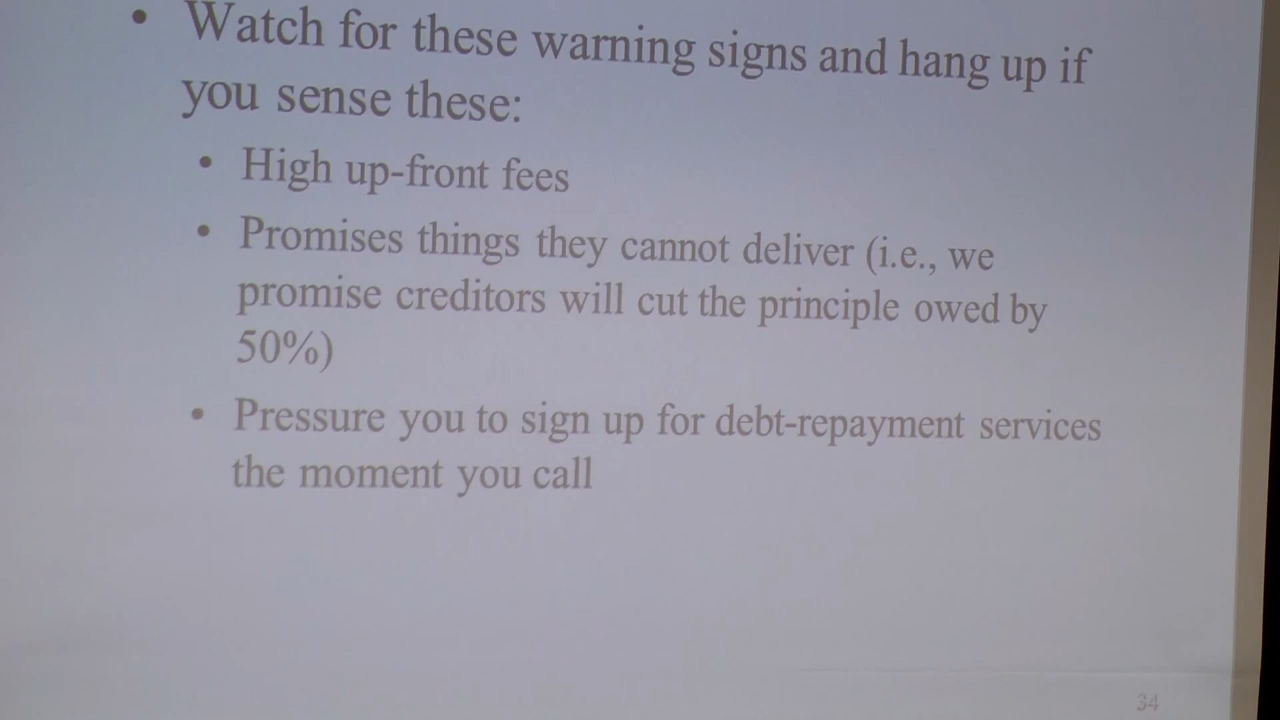 • Watch for these warning signs and hang up if
you sense these:
• High up-front fees
• Promises things they cannot deliver (i.e., we
promise creditors will cut the principle owed by
50%)
• Pressure you to sign up for debt-repayment services
the moment you call
34